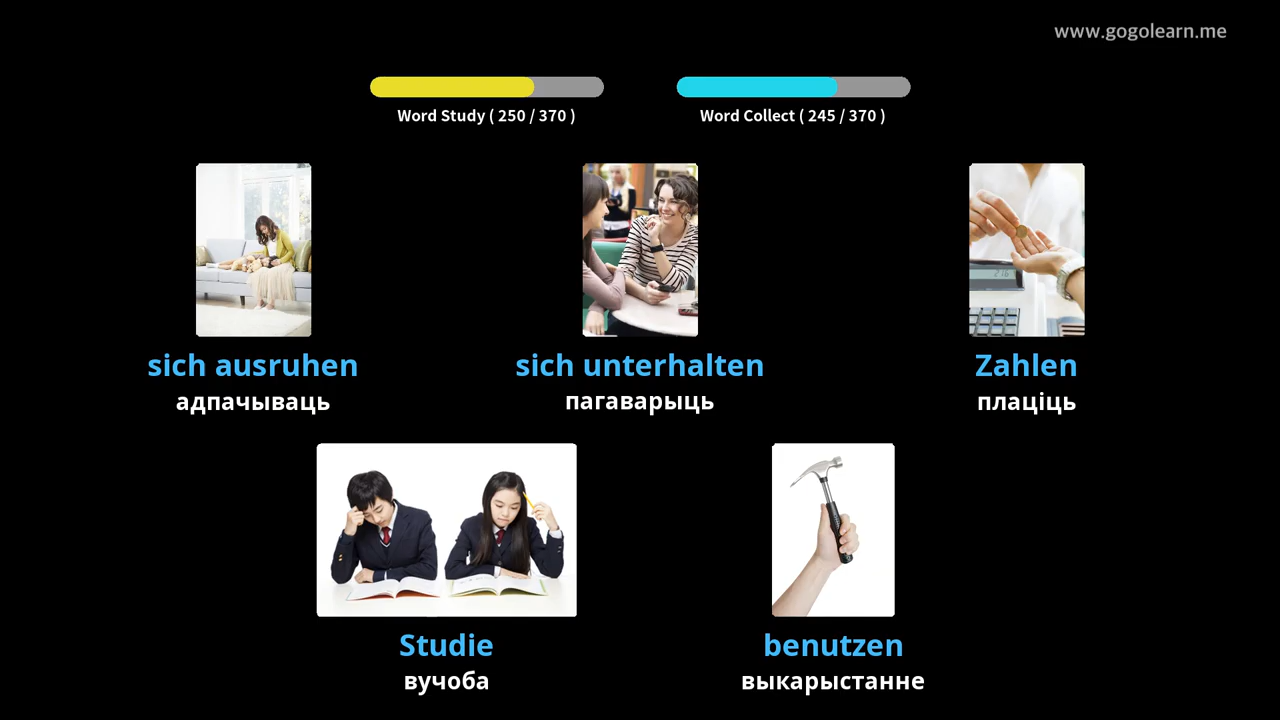 www.gogolearn.me
Word Study ( 250 / 370 )
Word Collect ( 245 / 370 )
sich ausruhen
адпачываць
sich unterhalten
пагаварыць
Zahlen
плаціць
Studie
вучоба
benutzen
выкарыстанне